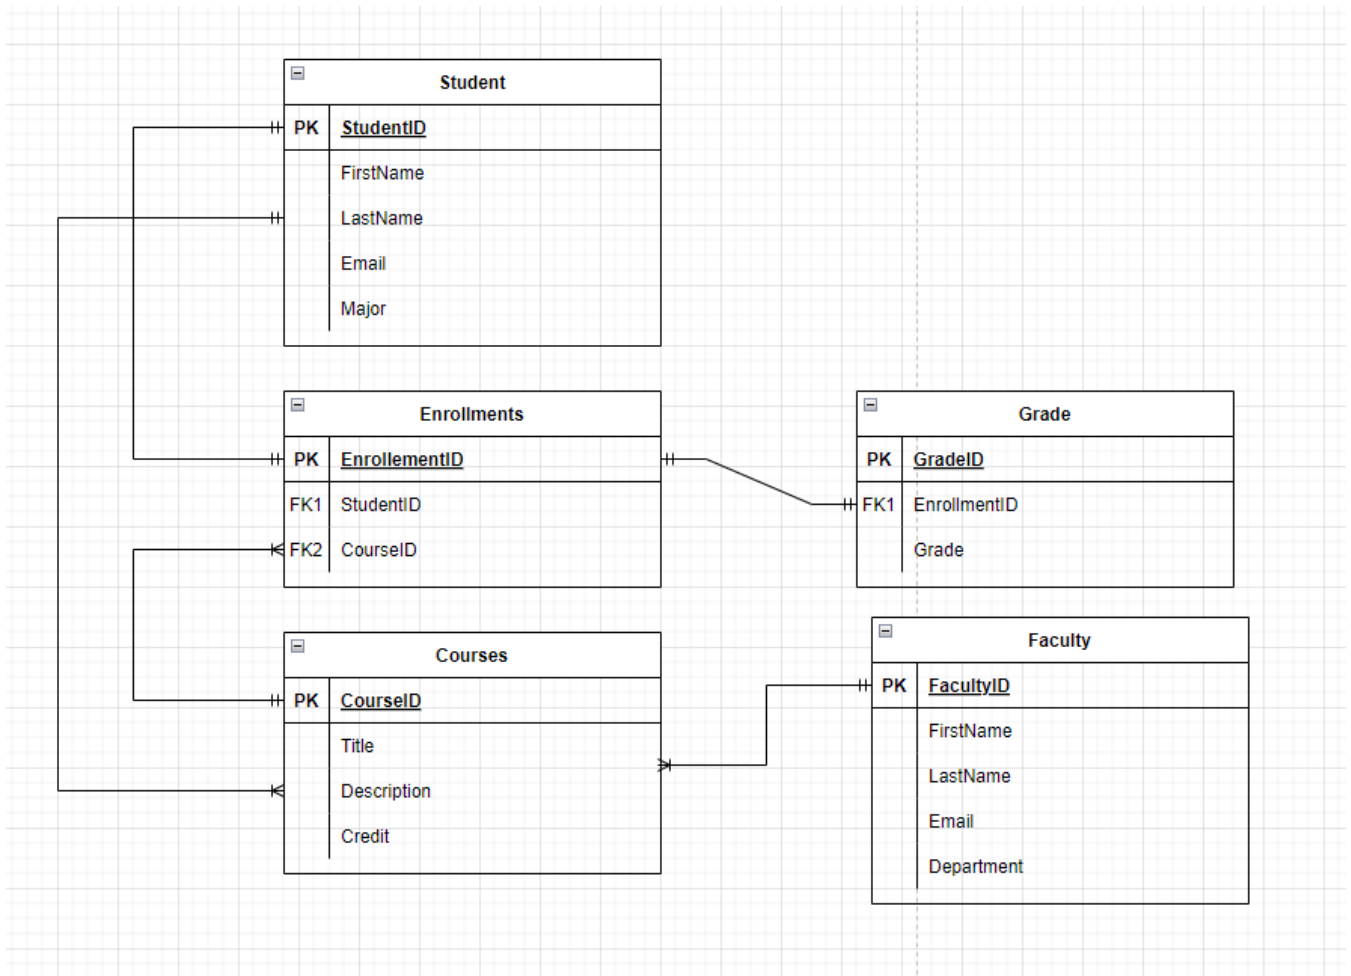 Student
PK StudentID
FirstName
LastName
Email
Major
Enrollments
PK EnrollementID
FK1 StudentID
FK2 CourseID
Grade
PK GradeID
FK1 EnrollmentID
Grade
Courses
PK CourseID
Title
Description
Credit
Faculty
PK FacultyID
FirstName
LastName
Email
Department